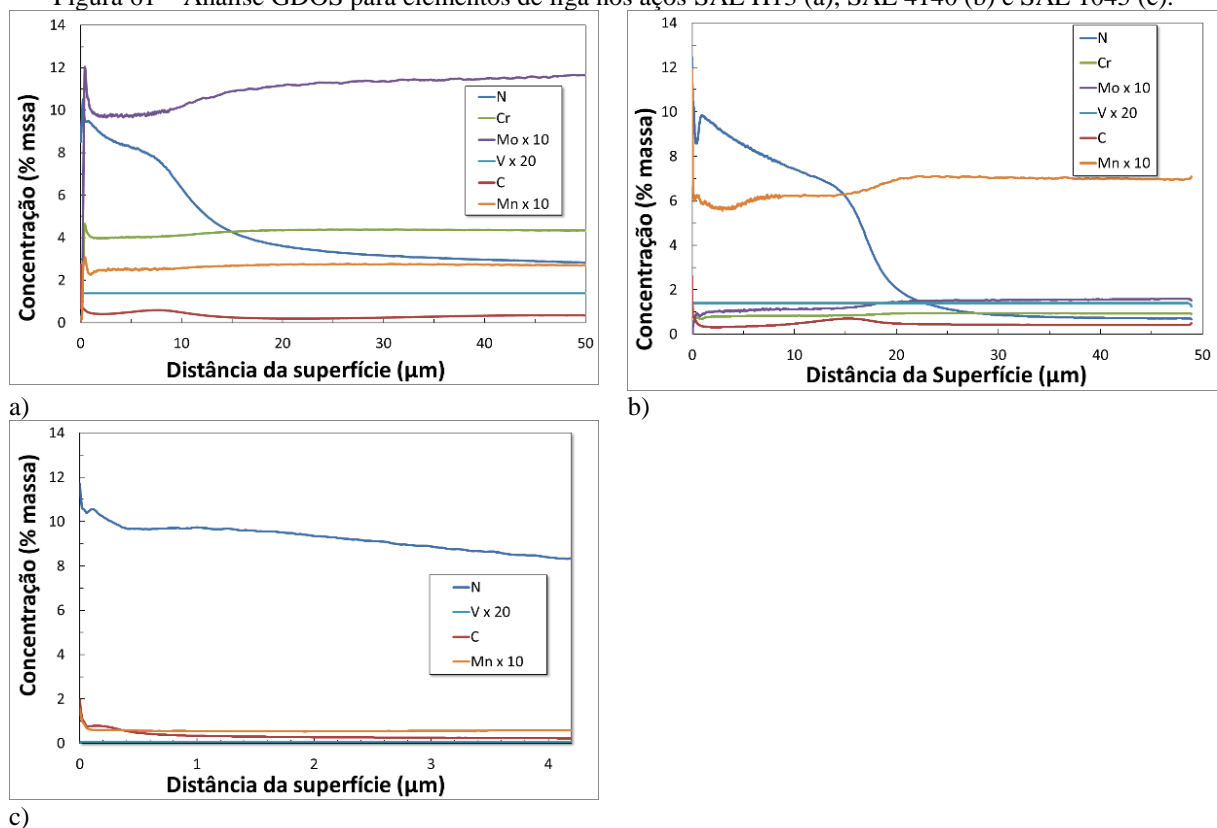 Figura 61 – Análise GDOS para elementos de liga nos aços SAE H13 (a), SAE 4140 (b) e SAE 1045 (c).
14
12
10
8
6
4
2
0
Concentração (% mssa)
N
Cr
Mo x 10
V x 20
C
Mn x 10
0 10 20 30 40 50
Distância da superfície (µm)
a)
14
12
10
8
6
4
2
0
Concentração (% massa)
N
Cr
Mo x 10
V x 20
C
Mn x 10
0 10 20 30 40 50
Distância da Superfície (µm)
b)
14
12
10
8
6
4
2
0
Concentração (% massa)
N
V x 20
C
Mn x 10
0 1 2 3 4
Distância da superfície (µm)
c)